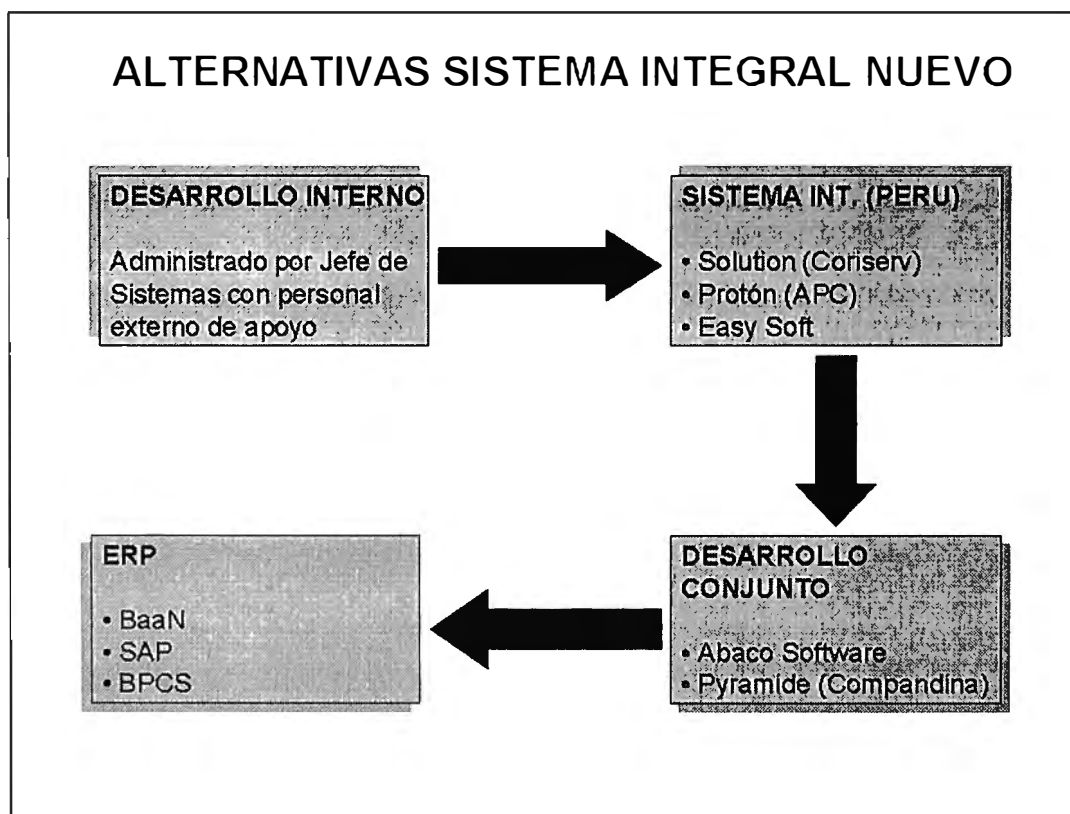 ALTERNATIVAS SISTEMA INTEGRAL NUEVO
DESARROLLO INTERNO
Administrado por Jefe de
Sistemas con personal
externo de apoyo
SISTEMA INT. (PERU)
• Solution (Coriserv)
• Protón (APC)
• Easy Soft
DESARROLLO
CONJUNTO
• Abaco Software
• Pyramide (Compandina)
ERP
• BaaN
• SAP
• BPCS